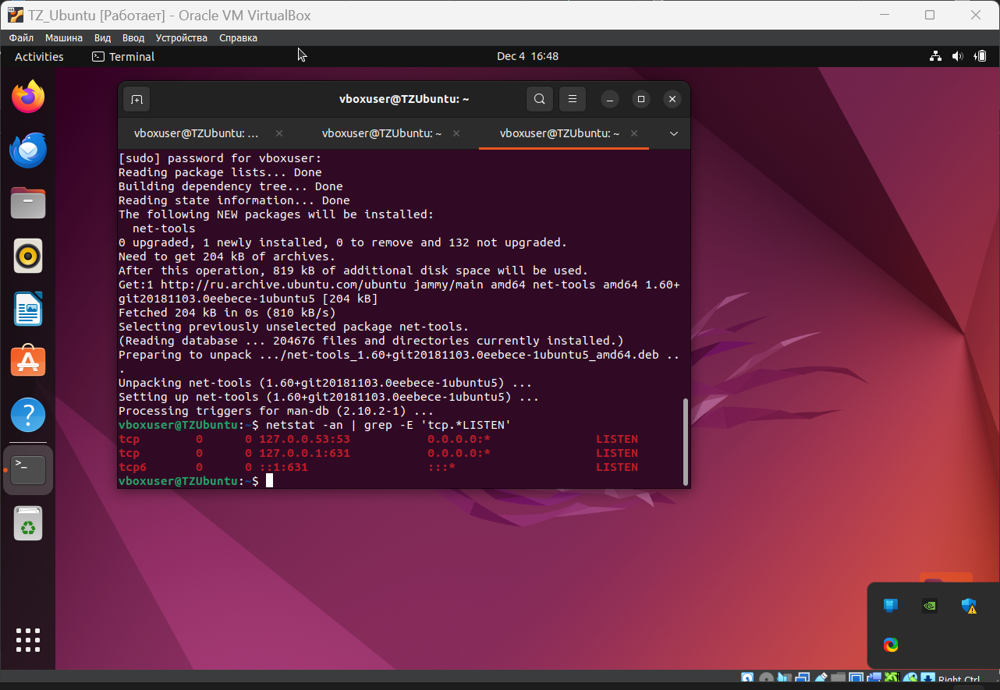 TZ_Ubuntu [Работает] - Oracle VM VirtualBox
Файл Машина Вид Ввод Устройства Справка
Activities Terminal Dec 4 16:48
vboxuser@TZUbuntu: ~
vboxuser@TZUbuntu: ... vboxuser@TZUbuntu: ~ vboxuser@TZUbuntu: ~
[sudo] password for vboxuser:
Reading package lists... Done
Building dependency tree... Done
Reading state information... Done
The following NEW packages will be installed:
  net-tools
0 upgraded, 1 newly installed, 0 to remove and 132 not upgraded.
Need to get 204 kB of archives.
After this operation, 819 kB of additional disk space will be used.
Get:1 http://ru.archive.ubuntu.com/ubuntu jammy/main amd64 net-tools amd64 1.60+
git20181103.0eebece-1ubuntu5 [204 kB]
Fetched 204 kB in 0s (810 kB/s)
Selecting previously unselected package net-tools.
(Reading database ... 204676 files and directories currently installed.)
Preparing to unpack .../net-tools_1.60+git20181103.0eebece-1ubuntu5_amd64.deb ..
.
Unpacking net-tools (1.60+git20181103.0eebece-1ubuntu5) ...
Setting up net-tools (1.60+git20181103.0eebece-1ubuntu5) ...
Processing triggers for man-db (2.10.2-1) ...
vboxuser@TZUbuntu:~$ netstat -an | grep -E 'tcp.*LISTEN'
tcp        0      0 127.0.0.53:53           0.0.0.0:*               LISTEN
tcp        0      0 127.0.0.1:631           0.0.0.0:*               LISTEN
tcp6       0      0 ::1:631                 :::*                    LISTEN
vboxuser@TZUbuntu:~$
Right Ctrl